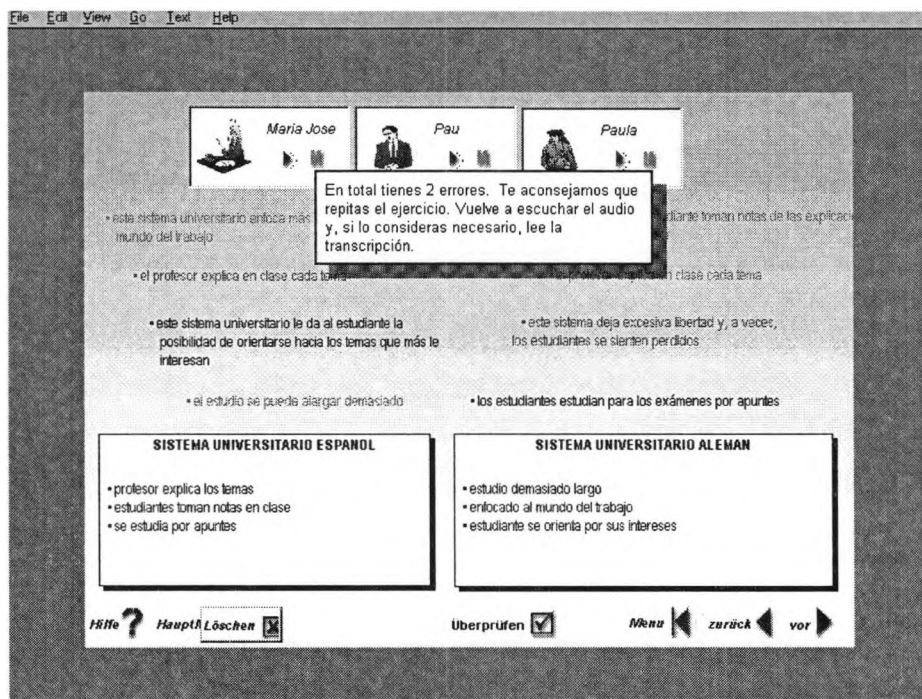 File Edit View Go Text Help
Maria Jose
Pau
Paula
En total tienes 2 errores. Te aconsejamos que
repitas el ejercicio. Vuelve a escuchar el audio
y, si lo consideras necesario, lee la
transcripción.
• este sistema universitario enfoca más
mundo del trabajo
diante toman notas de las explicaci
• el profesor explica en clase cada tema
en clase cada tema
• este sistema universitario le da al estudiante la
posibilidad de orientarse hacia los temas que más le
interesan
• este sistema deja excesiva libertad y, a veces,
los estudiantes se sienten perdidos
• el estudio se puede alargar demasiado
• los estudiantes estudian para los exámenes por apuntes
SISTEMA UNIVERSITARIO ESPANOL
• profesor explica los temas
• estudiantes toman notas en clase
• se estudia por apuntes
SISTEMA UNIVERSITARIO ALEMAN
• estudio demasiado largo
• enfocado al mundo del trabajo
• estudiante se orienta por sus intereses
Hilfe ? Haupt Löschen Überprüfen Menu zurück vor